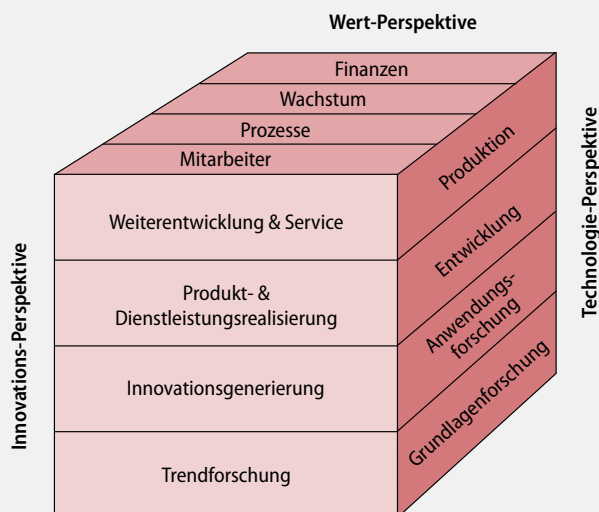 Wert-Perspektive
Finanzen
Wachstum
Prozesse
Mitarbeiter
Weiterentwicklung & Service
Produkt- &
Dienstleistungsrealisierung
Innovationsgenerierung
Trendforschung
Produktion
Entwicklung
Anwendungs-
forschung
Grundlagenforschung
Innovations-Perspektive
Technologie-Perspektive